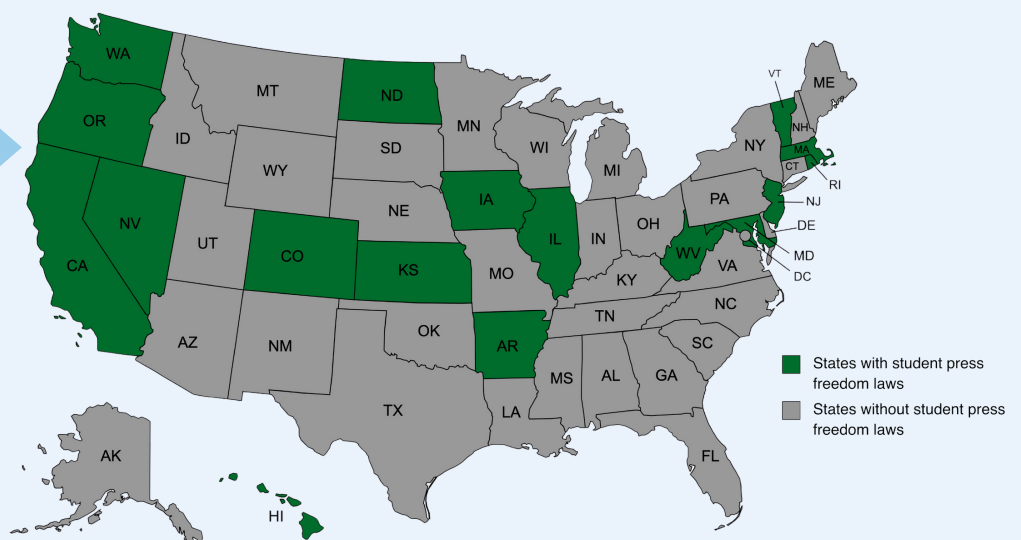 WA
MT
ND
MN
ME
VT
OR
ID
NH
WI
NY
MA
SD
MI
CT
WY
RI
IA
PA
NE
NJ
NV
OH
DE
UT
CO
IL
IN
WV
MD
CA
KS
MO
VA
DC
KY
NC
TN
OK
AZ
NM
AR
SC
MS
AL
GA
States with student press
freedom laws
TX
LA
States without student press
freedom laws
AK
FL
HI